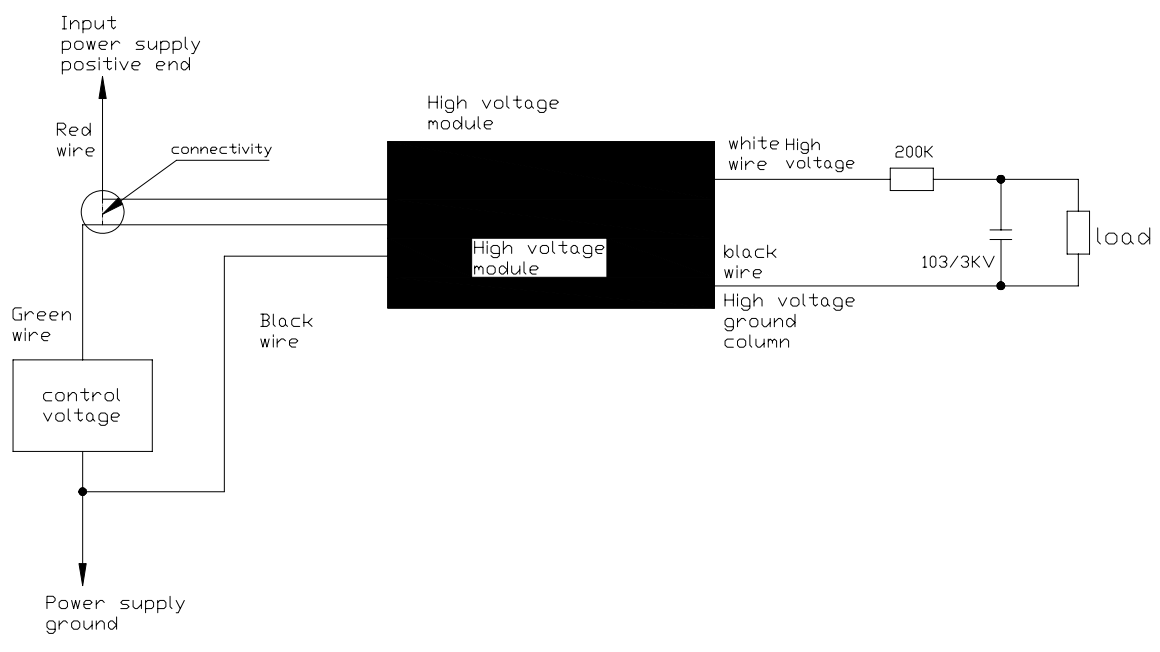 Input
power supply
positive end
Red
wire
connectivity
High voltage
module
High voltage
module
white High
wire voltage
200K
103/3KV
load
black
wire
High voltage
ground
column
Green
wire
Black
wire
control
voltage
Power supply
ground